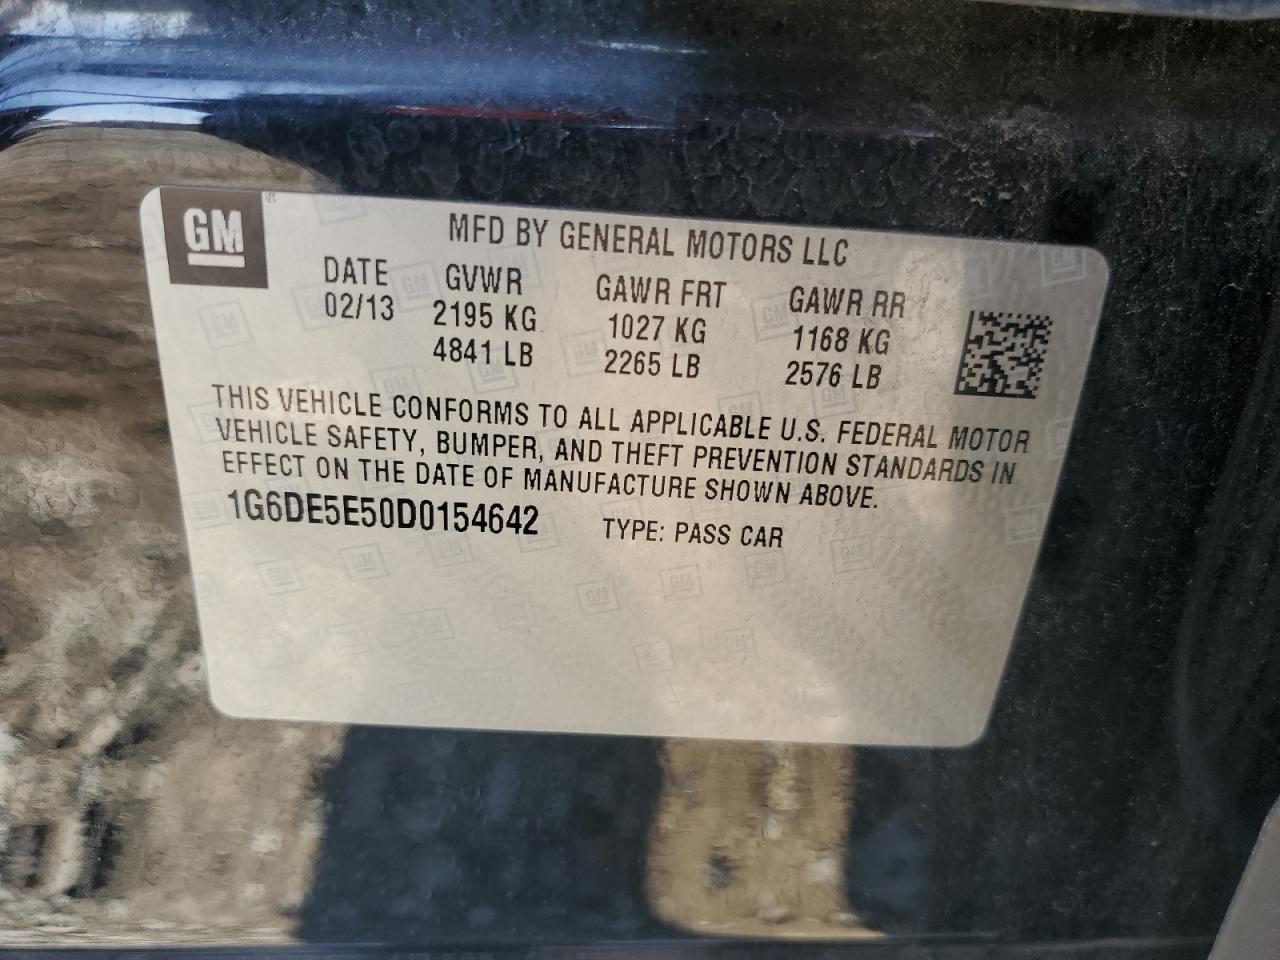 GM
MFD BY GENERAL MOTORS LLC
DATE GVWR GAWR FRT GAWR RR
02/13 2195 KG 1027 KG 1168 KG
4841 LB 2265 LB 2576 LB
THIS VEHICLE CONFORMS TO ALL APPLICABLE U.S. FEDERAL MOTOR
VEHICLE SAFETY, BUMPER, AND THEFT PREVENTION STANDARDS IN
EFFECT ON THE DATE OF MANUFACTURE SHOWN ABOVE.
1G6DE5E50D0154642 TYPE: PASS CAR